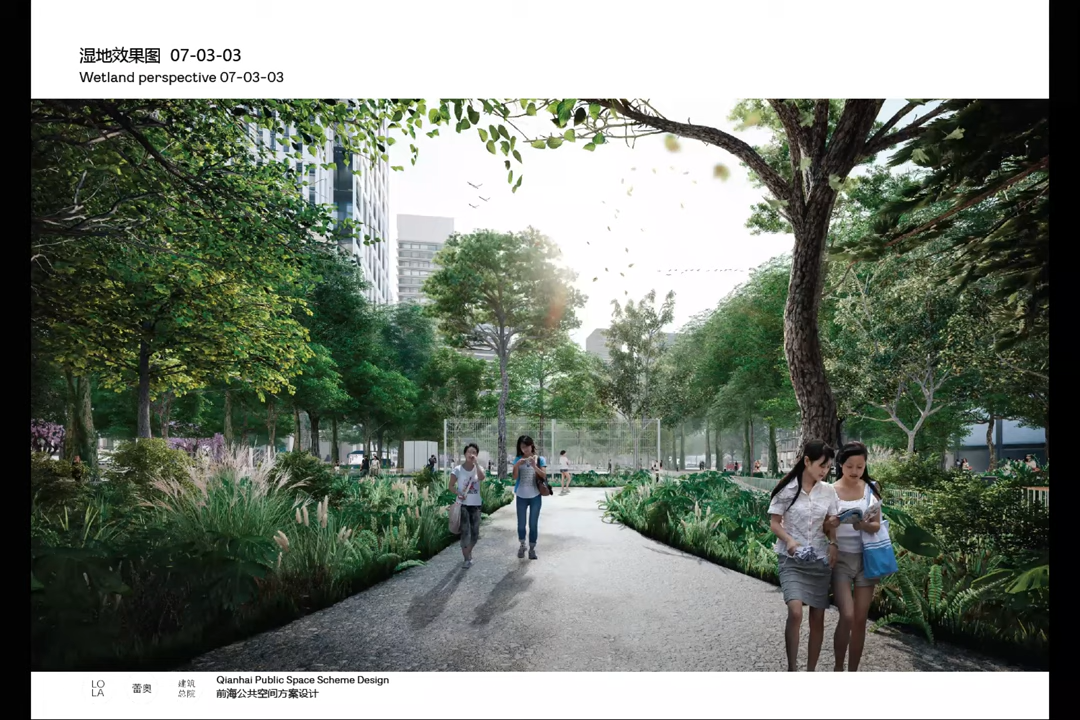 湿地效果图 07-03-03
Wetland perspective 07-03-03
LO
LA
蕾奥
建筑
总院
Qianhai Public Space Scheme Design
前海公共空间方案设计